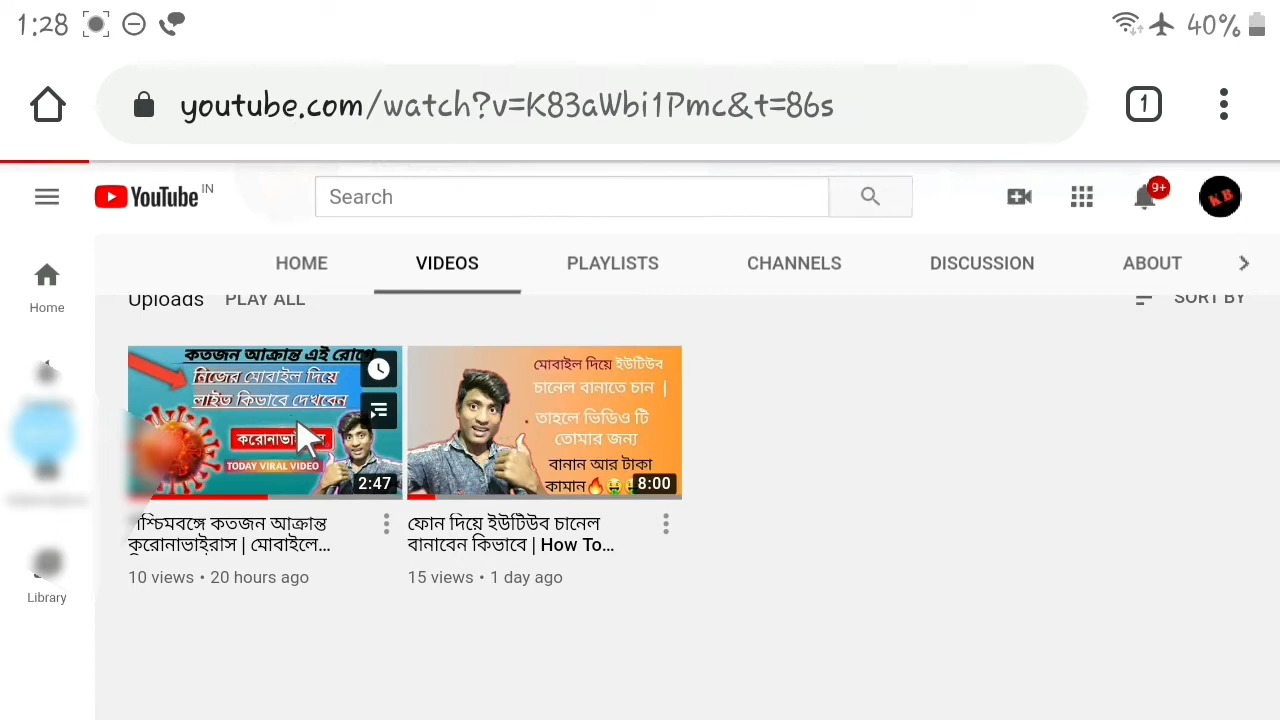 1:28 40%
youtube.com/watch?v=K83aWbi1Pmc&t=86s 1
YouTube IN Search 9+ KB
HOME VIDEOS PLAYLISTS CHANNELS DISCUSSION ABOUT
Home
Uploads PLAY ALL SORT BY
কতজন আক্রান্ত এই রোগে
নিজের মোবাইল দিয়ে
লাইভ কিভাবে দেখবেন
TODAY VIRAL VIDEO
2:47
মোবাইল দিয়ে ইউটিউব
চানেল বানাতে চান |
তাহলে ভিডিও টি
তোমার জন্য
বানান আর টাকা
কামান
8:00
কতজন আক্রান্ত
করোনাভাইরাস | মোবাইলে...
10 views • 20 hours ago
ফোন দিয়ে ইউটিউব চানেল
বানাবেন কিভাবে | How To...
15 views • 1 day ago
Library